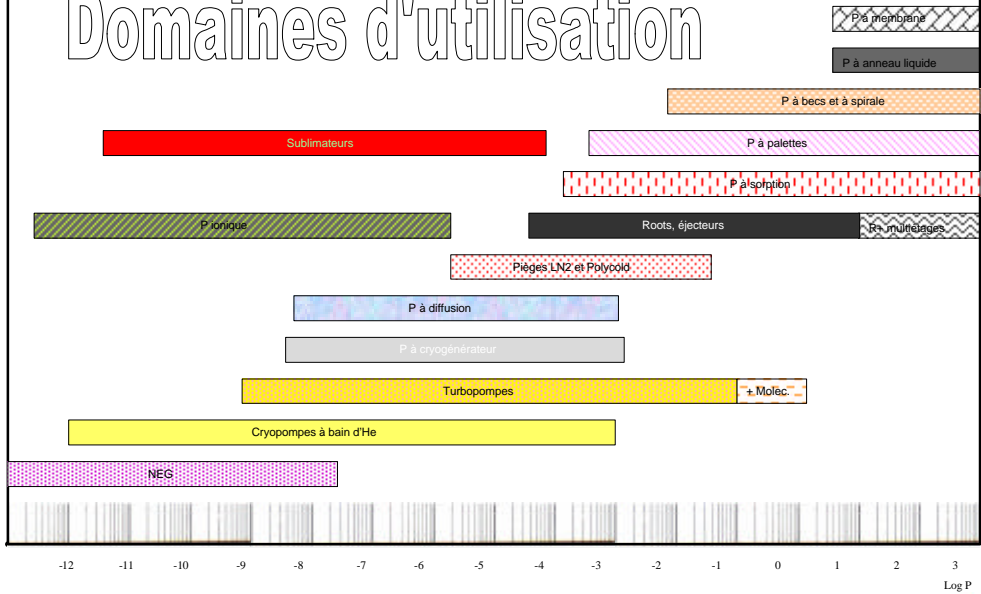 Domaines d'utilisation
P à membrane
P à anneau liquide
P à becs et à spirale
Sublimateurs
P à palettes
P à sorption
P ionique
Roots, éjecteurs
R+ multiétages
Pièges LN2 et Polycold
P à diffusion
P à cryogénérateur
Turbopompes
+ Moléc.
Cryopompes à bain d'He
NEG
-12 -11 -10 -9 -8 -7 -6 -5 -4 -3 -2 -1 0 1 2 3
Log P